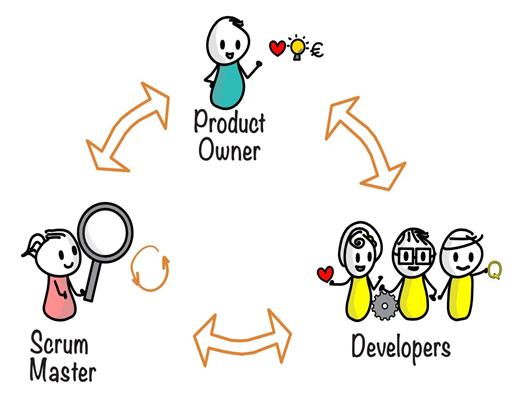 €
Product
Owner
Q
Scrum
Master
Developers